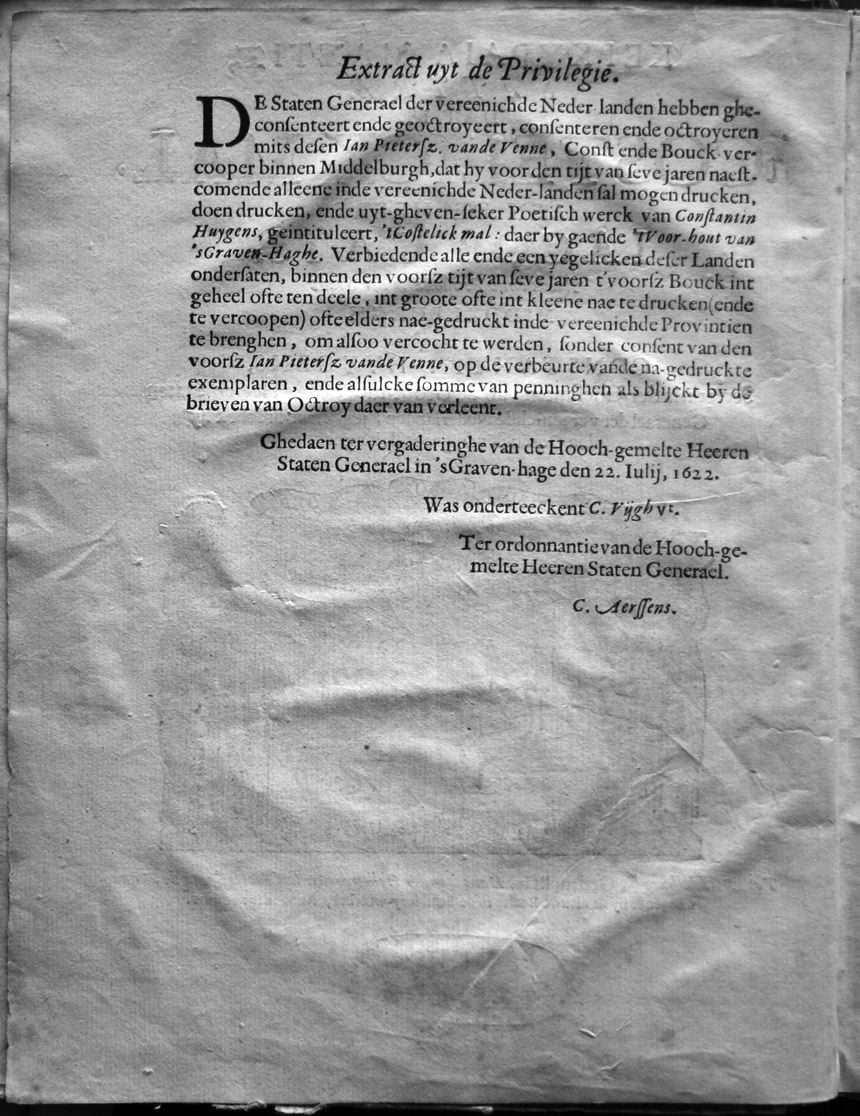 Extract uyt de Privilegie.
DE Staten Generael der vereenichde Neder-landen hebben ghe-
conſenteert ende geoctroyeert, conſenteren ende octroyeren
mits deſen Ian Pieterſz. vande Venne, Conſt ende Bouck-ver-
cooper binnen Middelburgh, dat hy voor den tijt van ſeve jaren naeſt-
comende alleene inde vereenichde Neder-landen ſal mogen drucken,
doen drucken, ende uyt-gheven ſeker Poetiſch werck van Conſtantin
Huygens, geintituleert, 'tCoſtelick mal: daer by gaende 'tVoor-hout van
'sGraven-Haghe. Verbiedende alle ende een yegelicken deſer Landen
onderſaten, binnen den voorſz tijt van ſeve jaren t'voorſz Bouck int
geheel ofte ten deele, int groote ofte int kleene nae te drucken (ende
te vercoopen) ofte elders nae-gedruckt inde vereenichde Provintien
te brenghen, om alſoo vercocht te werden, ſonder conſent van den
voorſz Ian Pieterſz vande Venne, op de verbeurte vande na-gedruckte
exemplaren, ende alſulcke ſomme van penninghen als blijckt by de
brieven van Octroy daer van verleent.
Ghedaen ter vergaderinghe van de Hooch-gemelte Heeren
Staten Generael in 'sGraven-hage den 22. Iulij, 1622.
Was onderteeckent C. Vijgh vt.
Ter ordonnantie van de Hooch-ge-
melte Heeren Staten Generael.
C. Aerſſens.